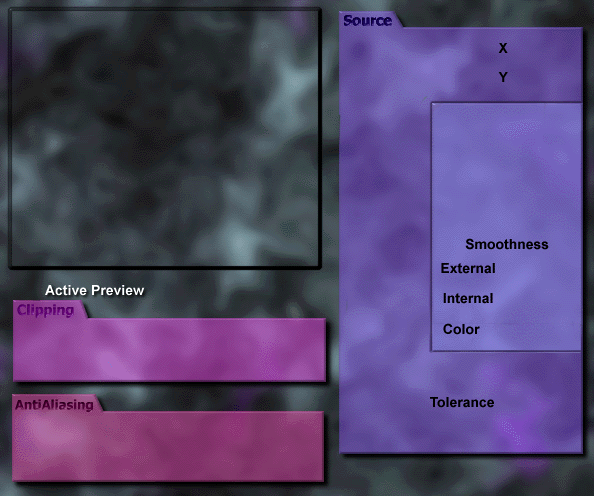 Source
X
Y
Smoothness
External
Internal
Color
Tolerance
Active Preview
Clipping
AntiAliasing